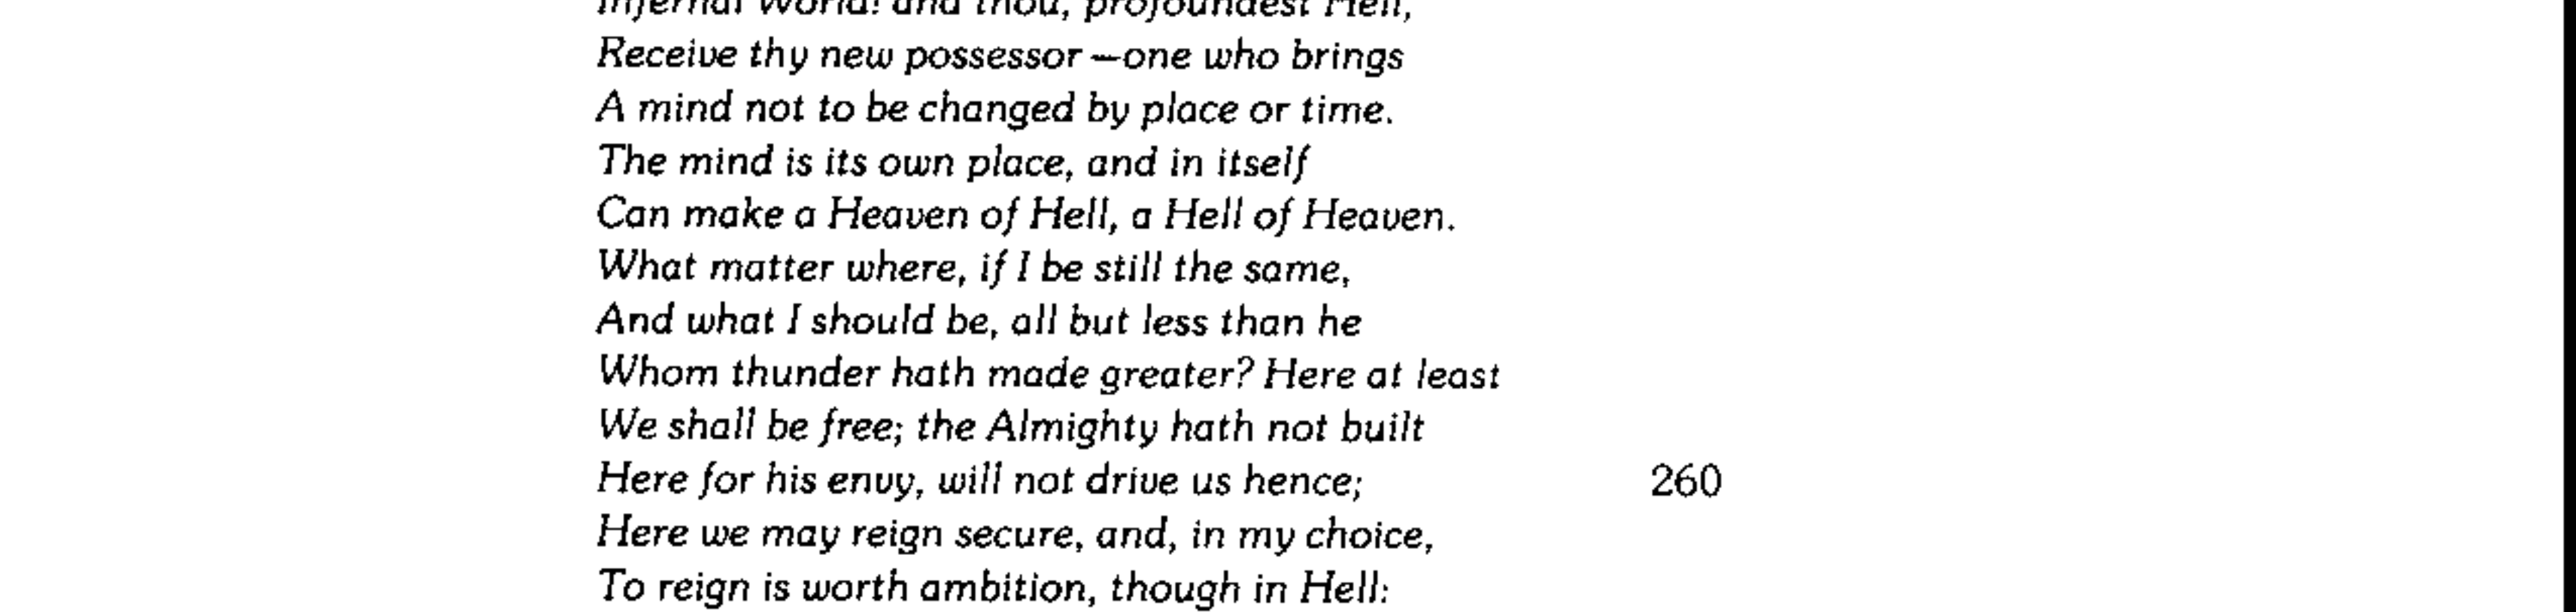 Infernal World! and thou, profoundest Hell,
Receive thy new possessor—one who brings
A mind not to be changed by place or time.
The mind is its own place, and in itself
Can make a Heaven of Hell, a Hell of Heaven.
What matter where, if I be still the same,
And what I should be, all but less than he
Whom thunder hath made greater? Here at least
We shall be free; the Almighty hath not built
Here for his envy, will not drive us hence; 260
Here we may reign secure, and, in my choice,
To reign is worth ambition, though in Hell: